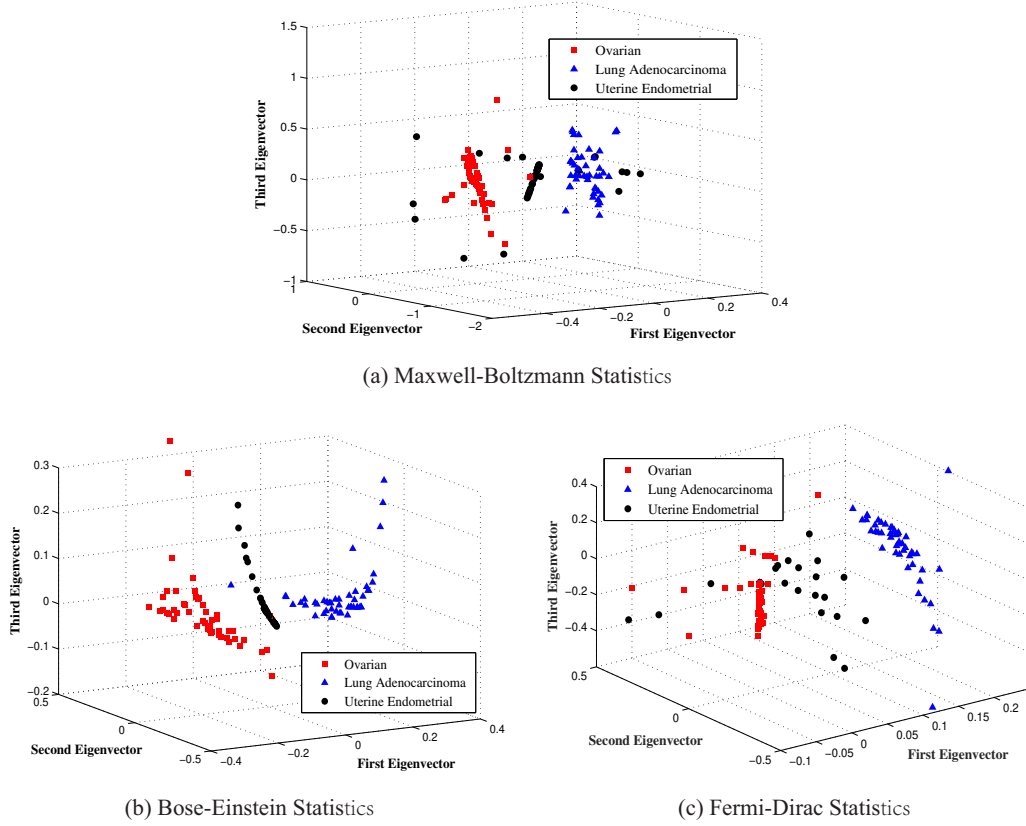 1.5
1
0.5
0
−0.5
−1
Third Eigenvector
1
0
−1
−2
Second Eigenvector
−0.4
−0.2
0
0.2
0.4
First Eigenvector
Ovarian
Lung Adenocarcinoma
Uterine Endometrial
(a) Maxwell-Boltzmann Statistics
0.3
0.2
0.1
0
−0.1
−0.2
Third Eigenvector
0.5
0
−0.5
Second Eigenvector
−0.4
−0.2
0
0.2
0.4
First Eigenvector
Ovarian
Lung Adenocarcinoma
Uterine Endometrial
(b) Bose-Einstein Statistics
0.4
0.2
0
−0.2
−0.4
Third Eigenvector
0.5
0
−0.5
Second Eigenvector
−0.1
−0.05
0
0.05
0.1
0.15
0.2
First Eigenvector
Ovarian
Lung Adenocarcinoma
Uterine Endometrial
(c) Fermi-Dirac Statistics